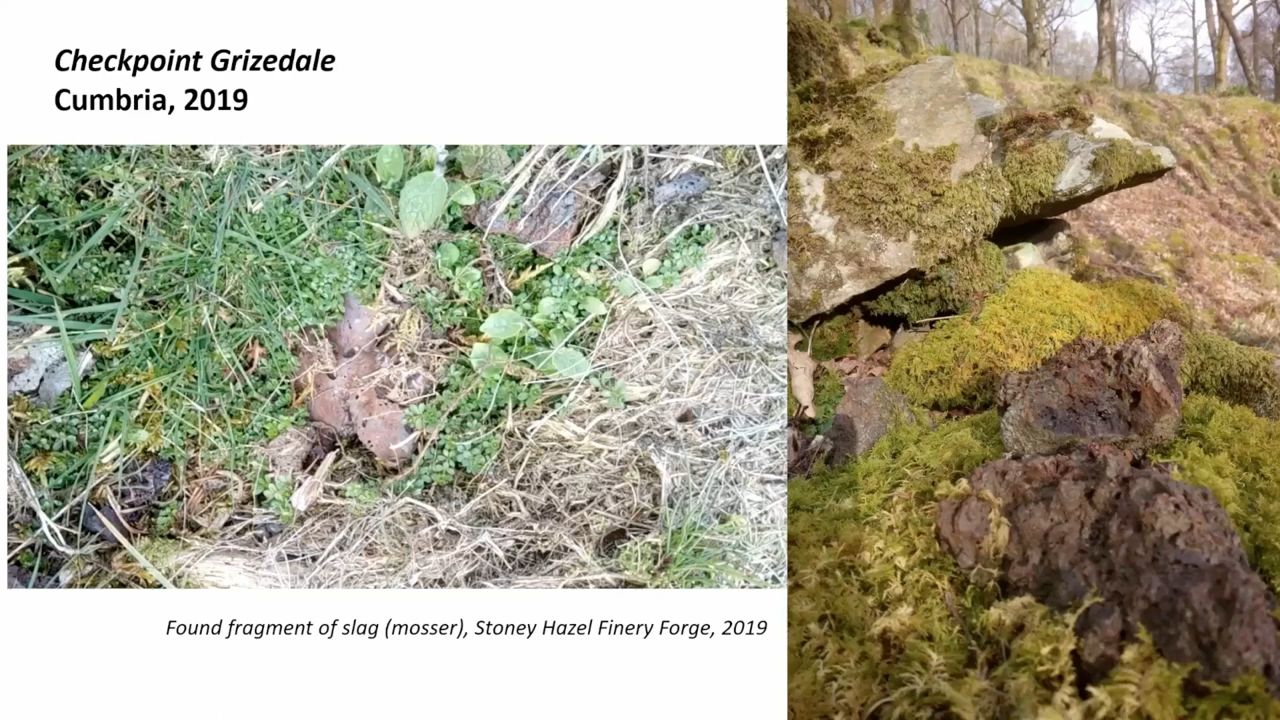 Checkpoint Grizedale
Cumbria, 2019
Found fragment of slag (mosser), Stoney Hazel Finery Forge, 2019